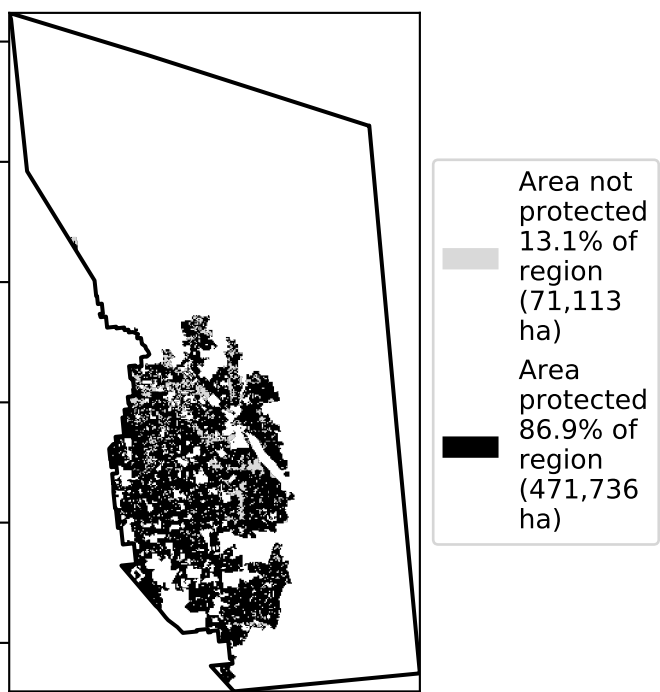 Area not
protected
13.1% of
region
(71,113
ha)
Area
protected
86.9% of
region
(471,736
ha)